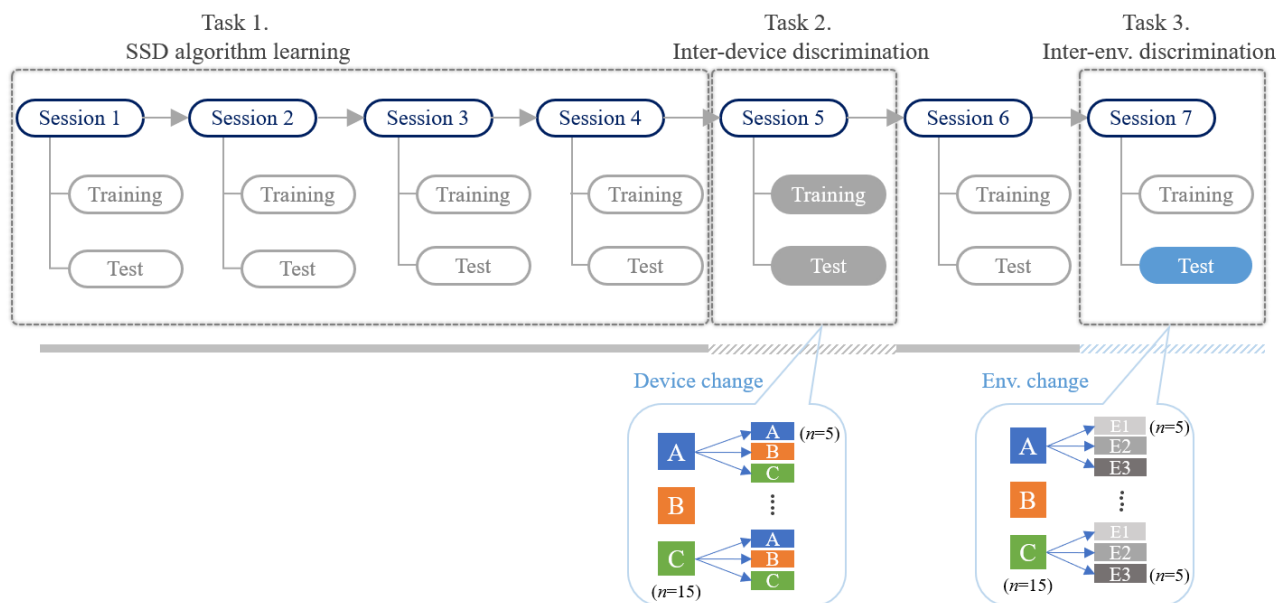 Task 1.
SSD algorithm learning
Task 2.
Inter-device discrimination
Task 3.
Inter-env. discrimination
Session 1
Session 2
Session 3
Session 4
Session 5
Session 6
Session 7
Training
Training
Training
Training
Training
Training
Training
Test
Test
Test
Test
Test
Test
Test
Device change
A
A
(n=5)
B
C
B
C
A
B
C
(n=15)
Env. change
A
E1
(n=5)
E2
E3
B
C
E1
E2
E3
(n=15)
(n=5)